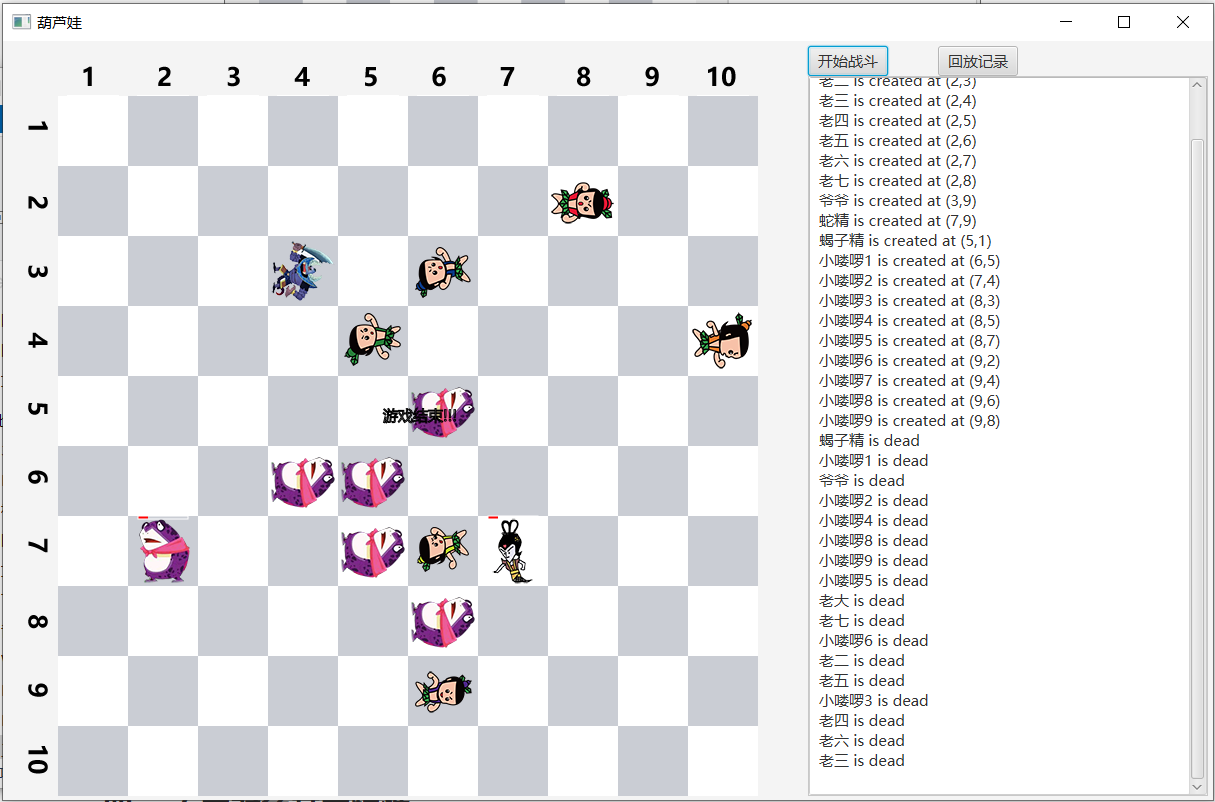 葫芦娃
开始战斗 回放记录
1 2 3 4 5 6 7 8 9 10
1
2
3
4
5
6
7
8
9
10
游戏结束!!!
老二 is created at (2,3)
老三 is created at (2,4)
老四 is created at (2,5)
老五 is created at (2,6)
老六 is created at (2,7)
老七 is created at (2,8)
爷爷 is created at (3,9)
蛇精 is created at (7,9)
蝎子精 is created at (5,1)
小喽啰1 is created at (6,5)
小喽啰2 is created at (7,4)
小喽啰3 is created at (8,3)
小喽啰4 is created at (8,5)
小喽啰5 is created at (8,7)
小喽啰6 is created at (9,2)
小喽啰7 is created at (9,4)
小喽啰8 is created at (9,6)
小喽啰9 is created at (9,8)
蝎子精 is dead
小喽啰1 is dead
爷爷 is dead
小喽啰2 is dead
小喽啰4 is dead
小喽啰8 is dead
小喽啰9 is dead
小喽啰5 is dead
老大 is dead
老七 is dead
小喽啰6 is dead
老二 is dead
老五 is dead
小喽啰3 is dead
老四 is dead
老六 is dead
老三 is dead